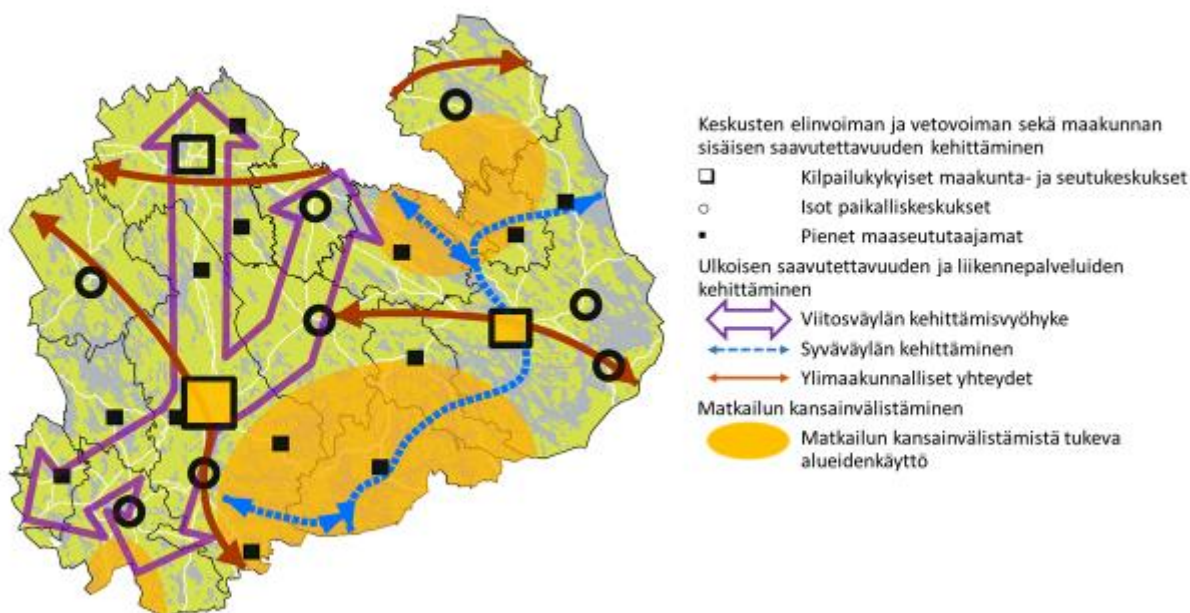 Keskusten elinvoiman ja vetovoiman sekä maakunnan
sisäisen saavutettavuuden kehittäminen
Kilpailukykyiset maakunta- ja seutukeskukset
Isot paikalliskeskukset
Pienet maaseututaajamat
Ulkoisen saavutettavuuden ja liikennepalveluiden
kehittäminen
Viitosväylän kehittämisvyöhyke
Syväväylän kehittäminen
Ylimaakunnalliset yhteydet
Matkailun kansainvälistäminen
Matkailun kansainvälistämistä tukeva
alueidenkäyttö